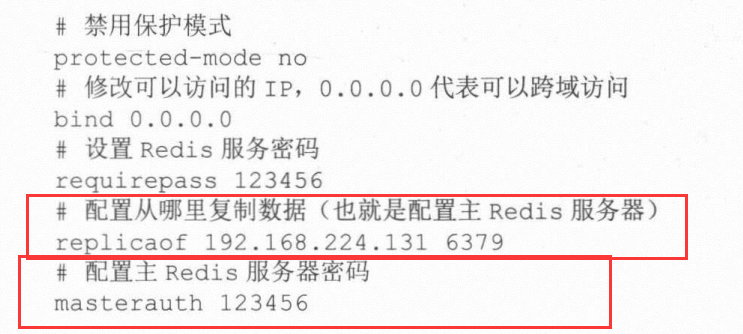 # 禁用保护模式
protected-mode no
# 修改可以访问的 IP，0.0.0.0 代表可以跨域访问
bind 0.0.0.0
# 设置 Redis 服务密码
requirepass 123456
# 配置从哪里复制数据（也就是配置主 Redis 服务器）
replicaof 192.168.224.131 6379
# 配置主 Redis 服务器密码
masterauth 123456